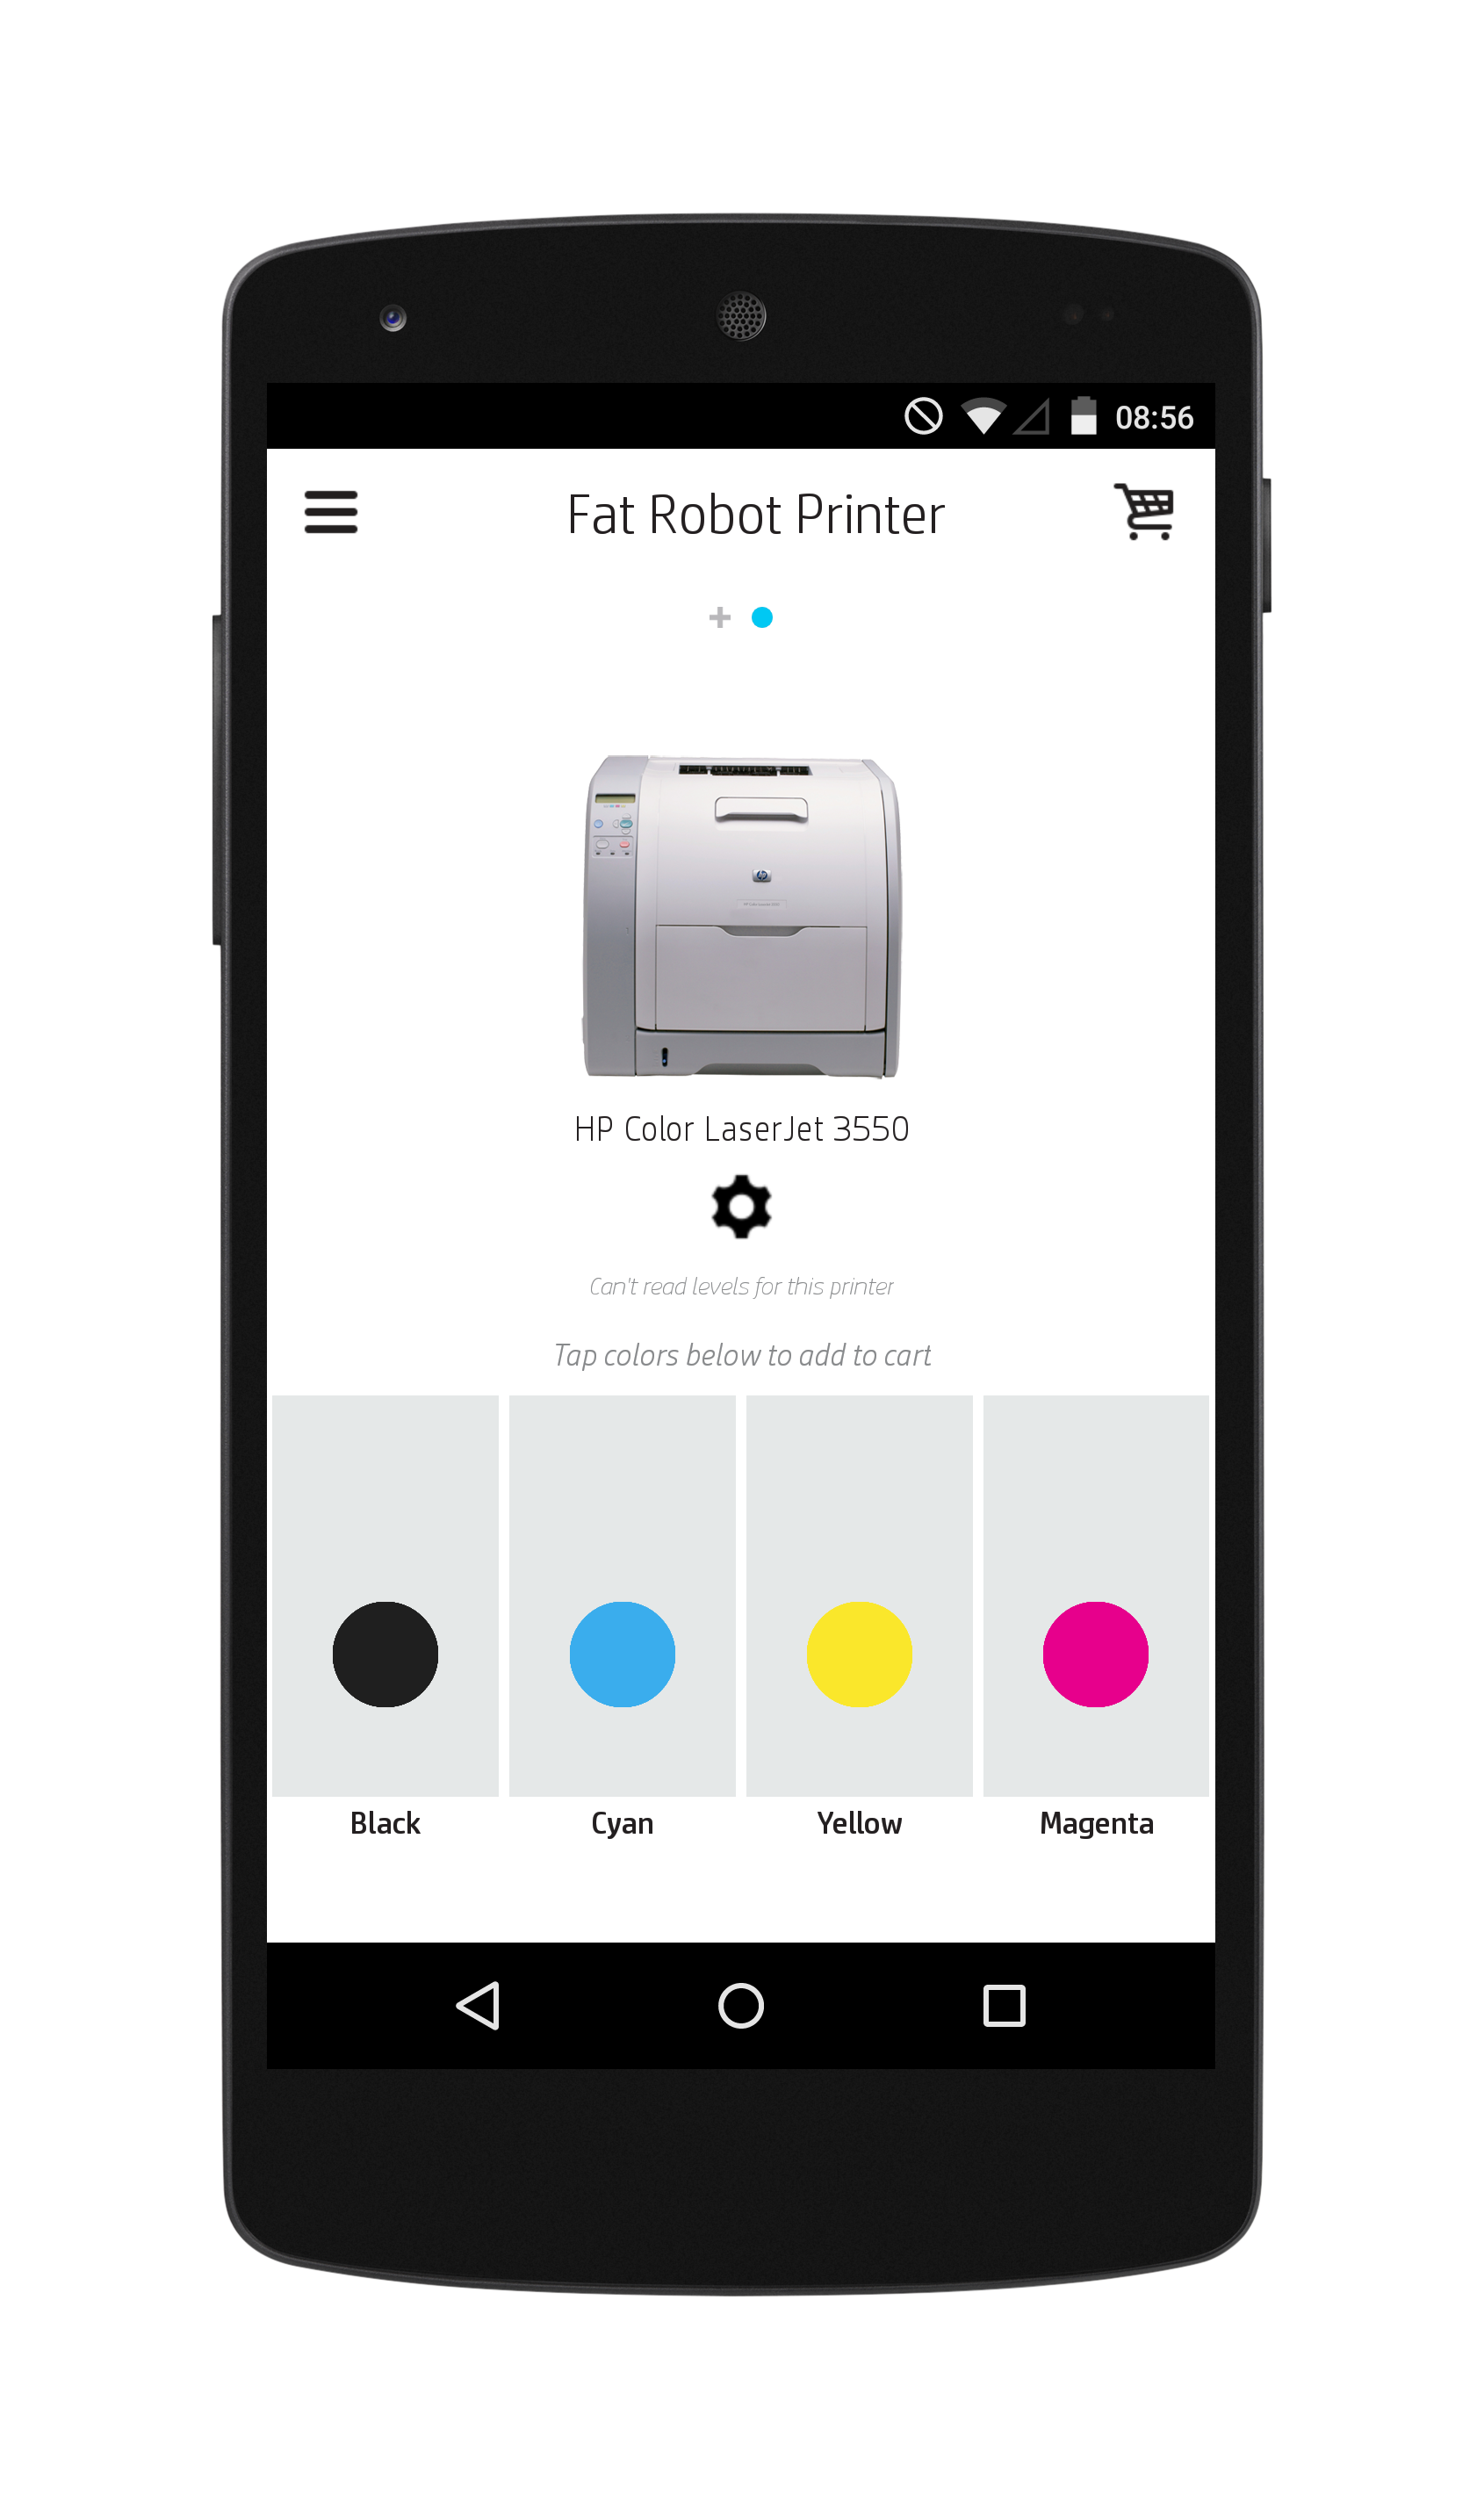 08:56
Fat Robot Printer
HP Color LaserJet 3550
Can't read levels for this printer
Tap colors below to add to cart
Black Cyan Yellow Magenta